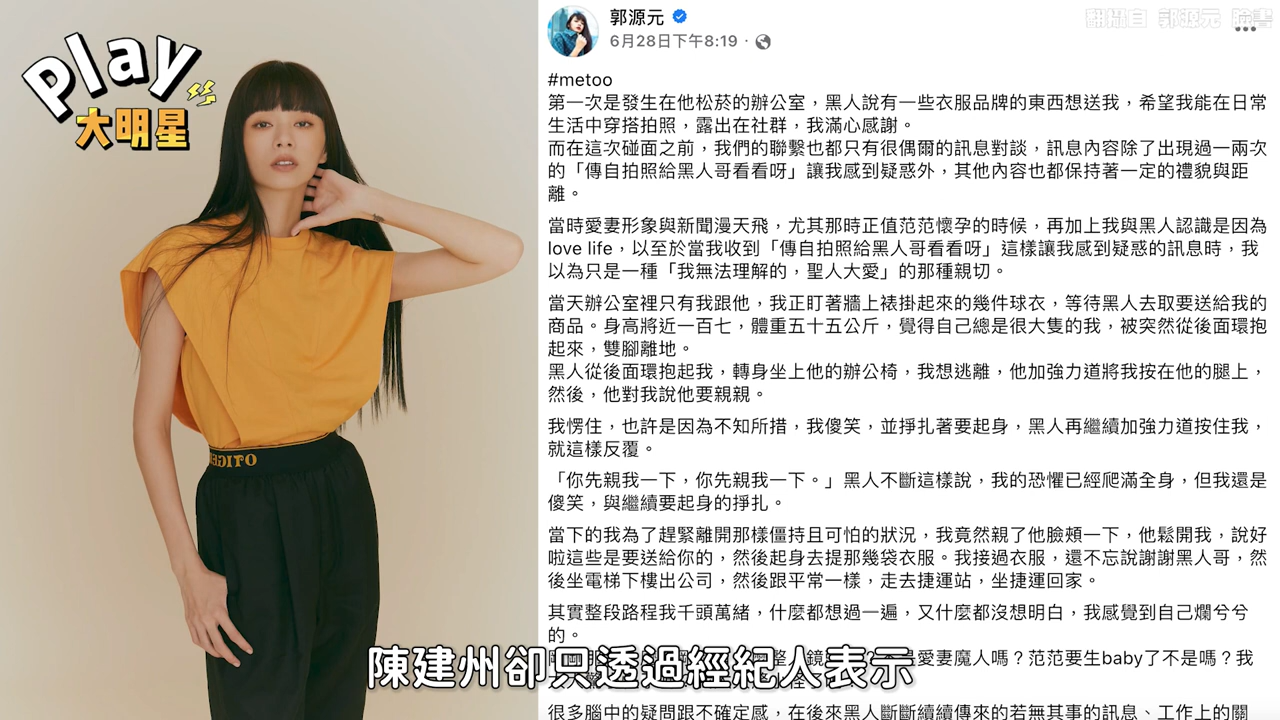 Play
大明星
翻攝自 郭源元 臉書
郭源元
6月28日下午8:19
#metoo
第一次是發生在他松菸的辦公室，黑人說有一些衣服品牌的東西想送我，希望我能在日常
生活中穿搭拍照，露出在社群，我滿心感謝。
而在這次碰面之前，我們的聯繫也都只有很偶爾的訊息對談，訊息內容除了出現過一兩次
的「傳自拍照給黑人哥看看呀」讓我感到疑惑外，其他內容也都保持著一定的禮貌與距
離。
當時愛妻形象與新聞漫天飛，尤其那時正值范范懷孕的時候，再加上我與黑人認識是因為
love life，以至於當我收到「傳自拍照給黑人哥看看呀」這樣讓我感到疑惑的訊息時，我
以為只是一種「我無法理解的，聖人大愛」的那種親切。
當天辦公室裡只有我跟他，我正盯著牆上裱掛起來的幾件球衣，等待黑人去取要送給我的
商品。身高將近一百七，體重五十五公斤，覺得自己總是很大隻的我，被突然從後面環抱
起來，雙腳離地。
黑人從後面環抱起我，轉身坐上他的辦公椅，我想逃離，他加強力道將我按在他的腿上，
然後，他對我說他要親親。
我愣住，也許是因為不知所措，我傻笑，並掙扎著要起身，黑人再繼續加強力道按住我，
就這樣反覆。
「你先親我一下，你先親我一下。」黑人不斷這樣說，我的恐懼已經爬滿全身，但我還是
傻笑，與繼續要起身的掙扎。
當下的我為了趕緊離開那樣僵持且可怕的狀況，我竟然親了他臉頰一下，他鬆開我，說好
啦這些是要送給你的，然後起身去提那幾袋衣服。我接過衣服，還不忘說謝謝黑人哥，然
後坐電梯下樓出公司，然後跟平常一樣，走去捷運站，坐捷運回家。
其實整段路程我千頭萬緒，什麼都想過一遍，又什麼都沒想明白，我感覺到自己爛兮兮
的。
愛妻魔人嗎？范范要生baby了不是嗎？我
陳建州卻只透過經紀人表示
很多腦中的疑問跟不確定感，在後來黑人斷斷續續傳來的若無其事的訊息、工作上的關